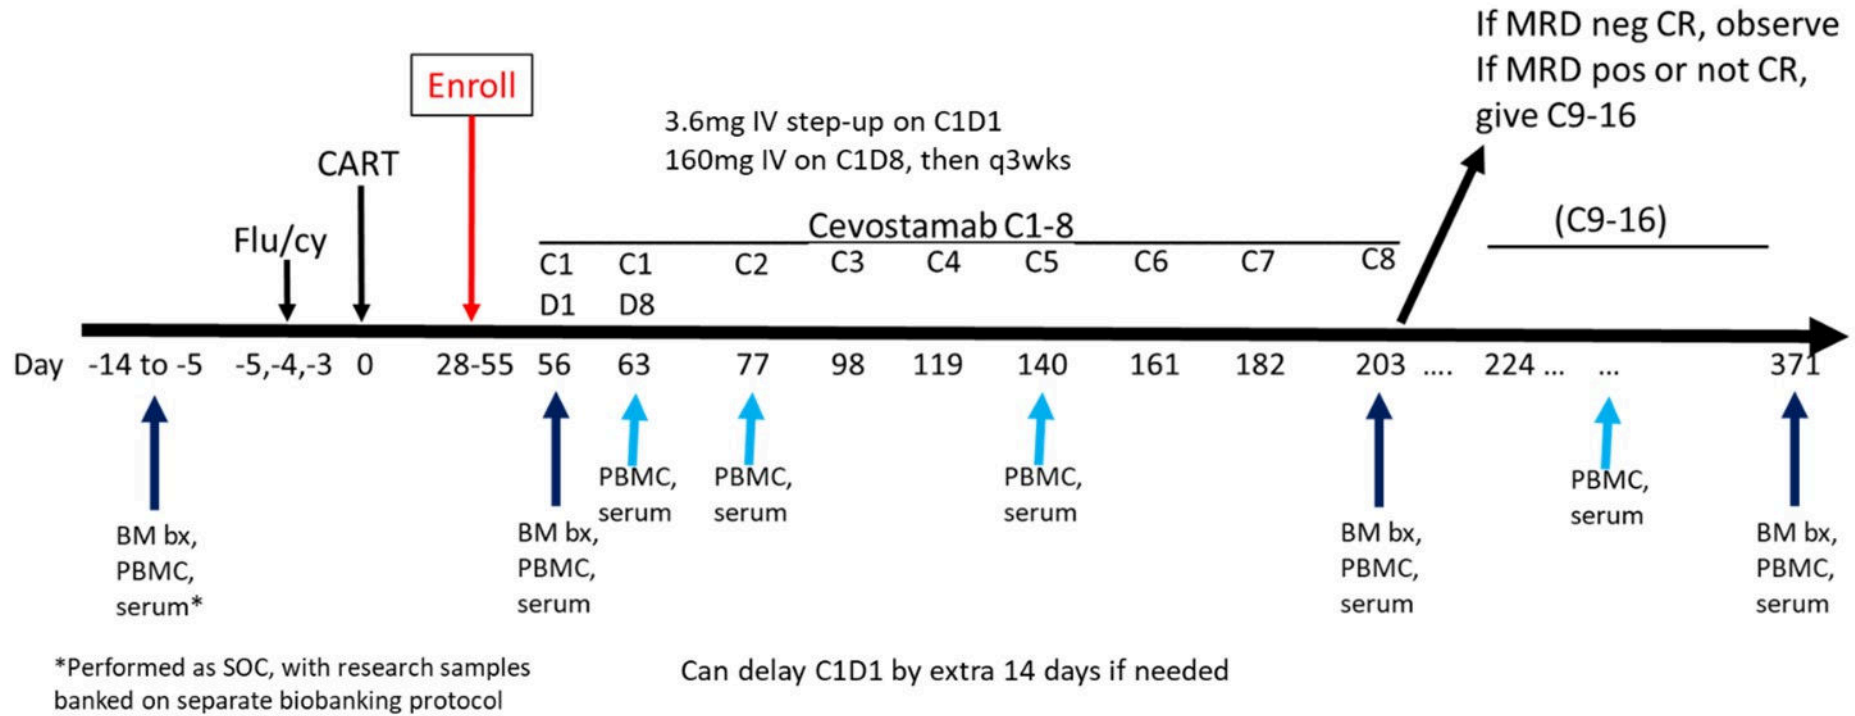 If MRD neg CR, observe
If MRD pos or not CR,
give C9-16
Enroll
3.6mg IV step-up on C1D1
160mg IV on C1D8, then q3wks
CART
Flu/cy
Cevostamab C1-8
(C9-16)
C1 C1 C2 C3 C4 C5 C6 C7 C8
D1 D8
Day -14 to -5 -5,-4,-3 0 28-55 56 63 77 98 119 140 161 182 203 .... 224 ... ... 371
PBMC,
serum
PBMC,
serum
PBMC,
serum
PBMC,
serum
BM bx,
PBMC,
serum*
BM bx,
PBMC,
serum
BM bx,
PBMC,
serum
BM bx,
PBMC,
serum
*Performed as SOC, with research samples
banked on separate biobanking protocol
Can delay C1D1 by extra 14 days if needed